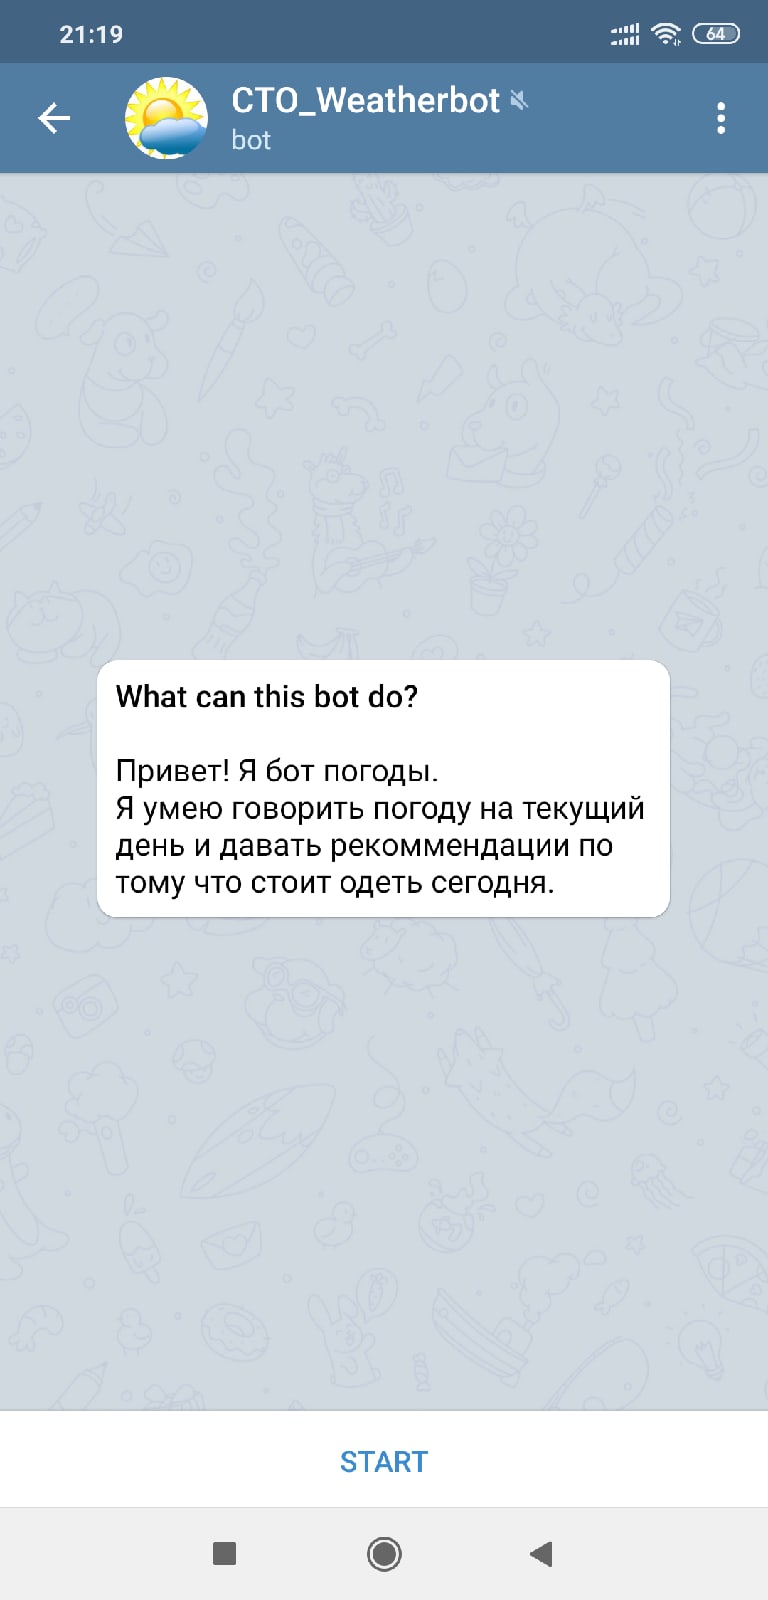 21:19
64
CTO_Weatherbot
bot
What can this bot do?
Привет! Я бот погоды.
Я умею говорить погоду на текущий
день и давать рекоммендации по
тому что стоит одеть сегодня.
START